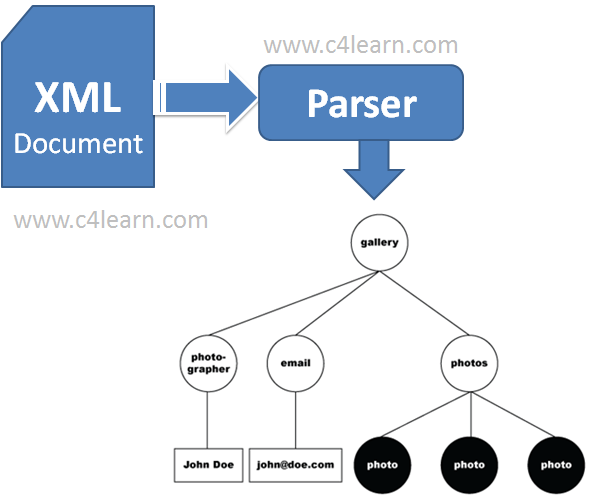 www.c4learn.com
XML
Document
Parser
www.c4learn.com
gallery
photo-
grapher
email
photos
John Doe
john@doe.com
photo
photo
photo